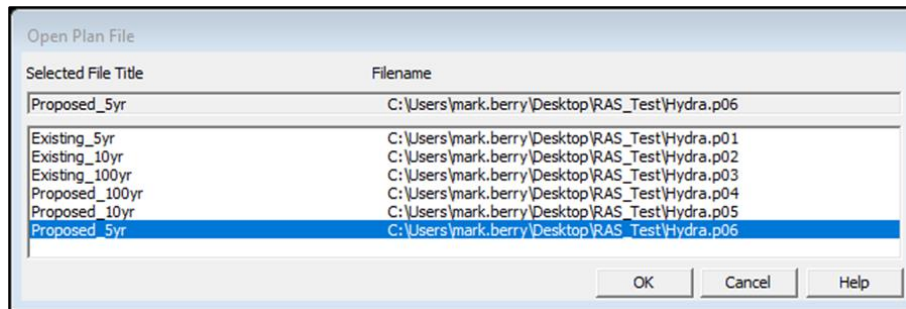 Open Plan File
Selected File Title Filename
Proposed_5yr C:\Users\mark.berry\Desktop\RAS_Test\Hydra.p06
Existing_5yr C:\Users\mark.berry\Desktop\RAS_Test\Hydra.p01
Existing_10yr C:\Users\mark.berry\Desktop\RAS_Test\Hydra.p02
Existing_100yr C:\Users\mark.berry\Desktop\RAS_Test\Hydra.p03
Proposed_100yr C:\Users\mark.berry\Desktop\RAS_Test\Hydra.p04
Proposed_10yr C:\Users\mark.berry\Desktop\RAS_Test\Hydra.p05
Proposed_5yr C:\Users\mark.berry\Desktop\RAS_Test\Hydra.p06
OK Cancel Help